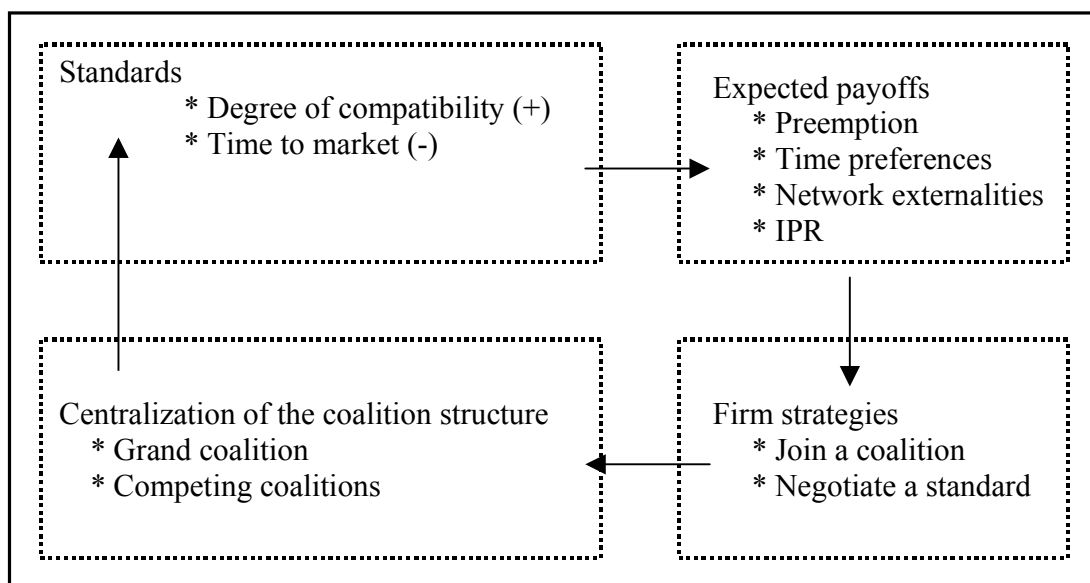 Standards
* Degree of compatibility (+)
* Time to market (-)
Expected payoffs
* Preemption
* Time preferences
* Network externalities
* IPR
Centralization of the coalition structure
* Grand coalition
* Competing coalitions
Firm strategies
* Join a coalition
* Negotiate a standard